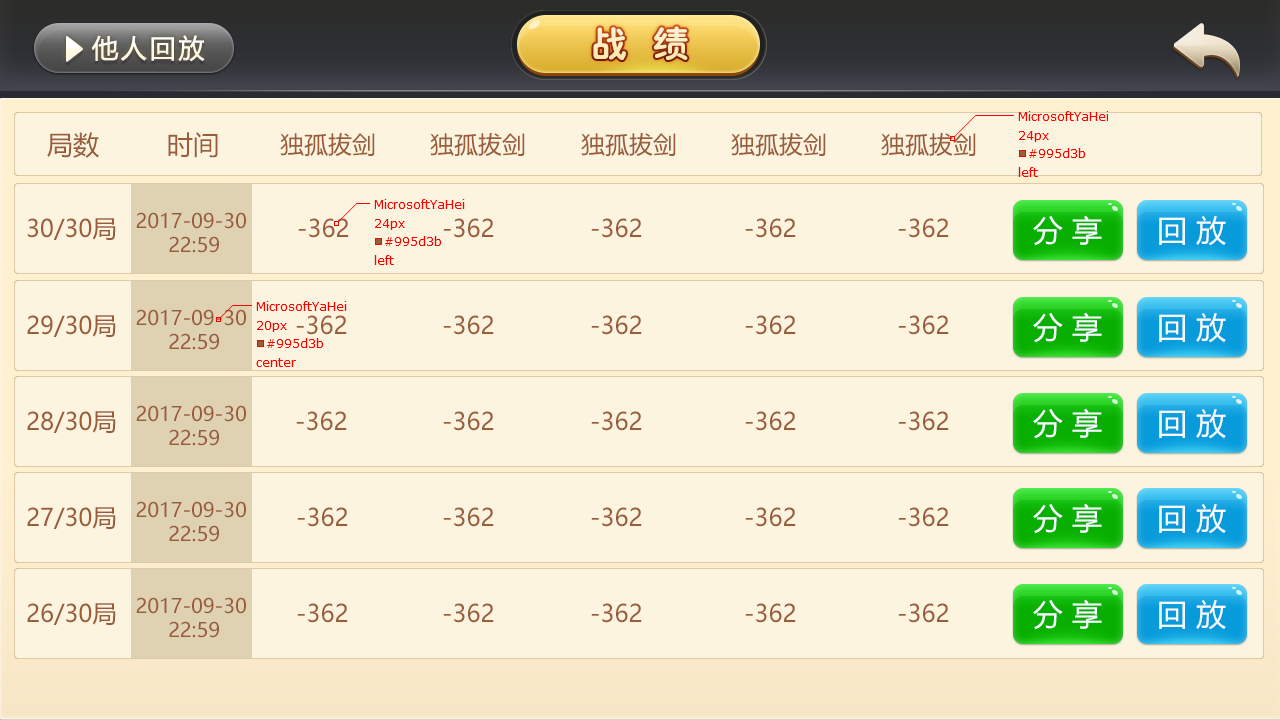 他人回放
战 绩
局数 时间 独孤拔剑 独孤拔剑 独孤拔剑 独孤拔剑 独孤拔剑
MicrosoftYaHei
24px
#995d3b
left
30/30局 2017-09-30 22:59 -362 -362 -362 -362 -362 分享 回放
MicrosoftYaHei
24px
#995d3b
left
29/30局 2017-09-30 22:59 -362 -362 -362 -362 -362 分享 回放
MicrosoftYaHei
20px
#995d3b
center
28/30局 2017-09-30 22:59 -362 -362 -362 -362 -362 分享 回放
27/30局 2017-09-30 22:59 -362 -362 -362 -362 -362 分享 回放
26/30局 2017-09-30 22:59 -362 -362 -362 -362 -362 分享 回放